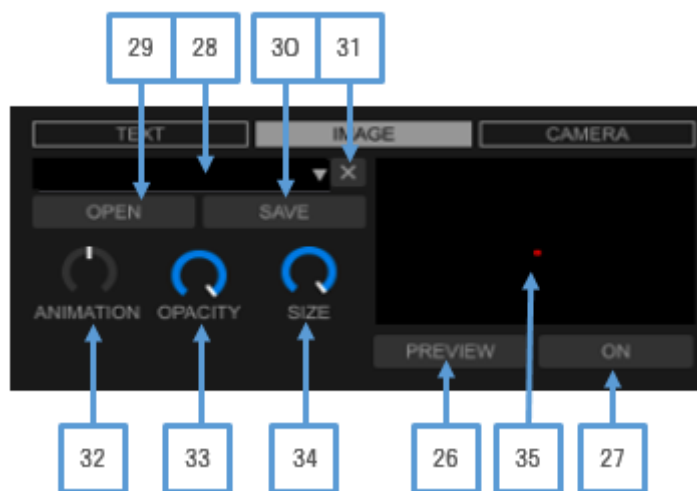 29 28 30 31
TEXT IMAGE CAMERA
OPEN SAVE
ANIMATION OPACITY SIZE
PREVIEW ON
32 33 34 26 35 27